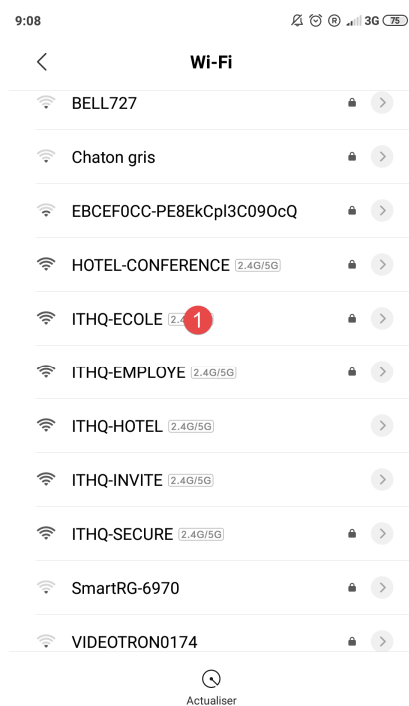 9:08
R 3G 75
Wi-Fi
BELL727
Chaton gris
EBCEF0CC-PE8EkCpl3C09OcQ
HOTEL-CONFERENCE 2.4G/5G
ITHQ-ECOLE 1
ITHQ-EMPLOYE 2.4G/5G
ITHQ-HOTEL 2.4G/5G
ITHQ-INVITE 2.4G/5G
ITHQ-SECURE 2.4G/5G
SmartRG-6970
VIDEOTRON0174
Actualiser